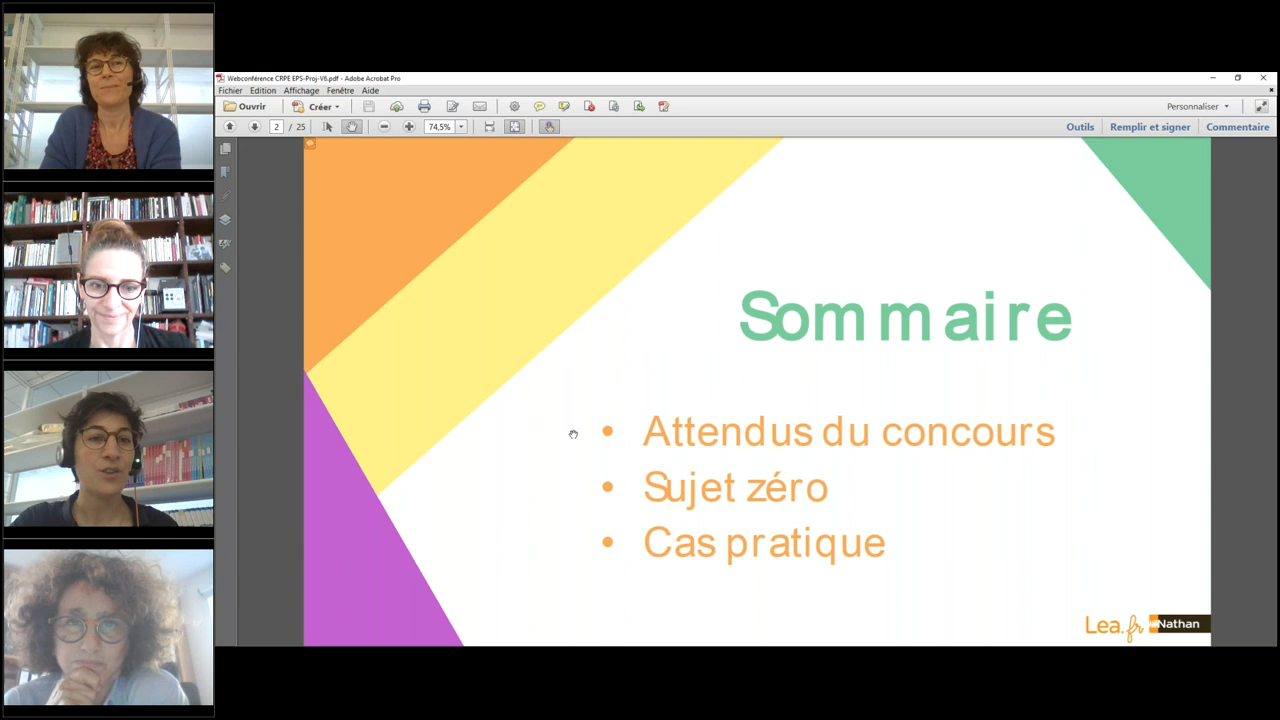 Webconférence CRPE EPS-Proj-V6.pdf - Adobe Acrobat Pro
Fichier Edition Affichage Fenêtre Aide
Ouvrir Créer Personnaliser
2 / 25 74,5% Outils Remplir et signer Commentaire
Sommaire
• Attendus du concours
• Sujet zéro
• Cas pratique
Lea.fr Nathan